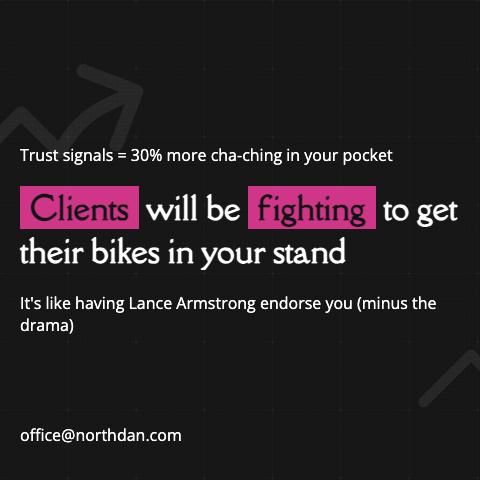 Trust signals = 30% more cha-ching in your pocket
Clients will be fighting to get
their bikes in your stand
It's like having Lance Armstrong endorse you (minus the
drama)
office@northdan.com